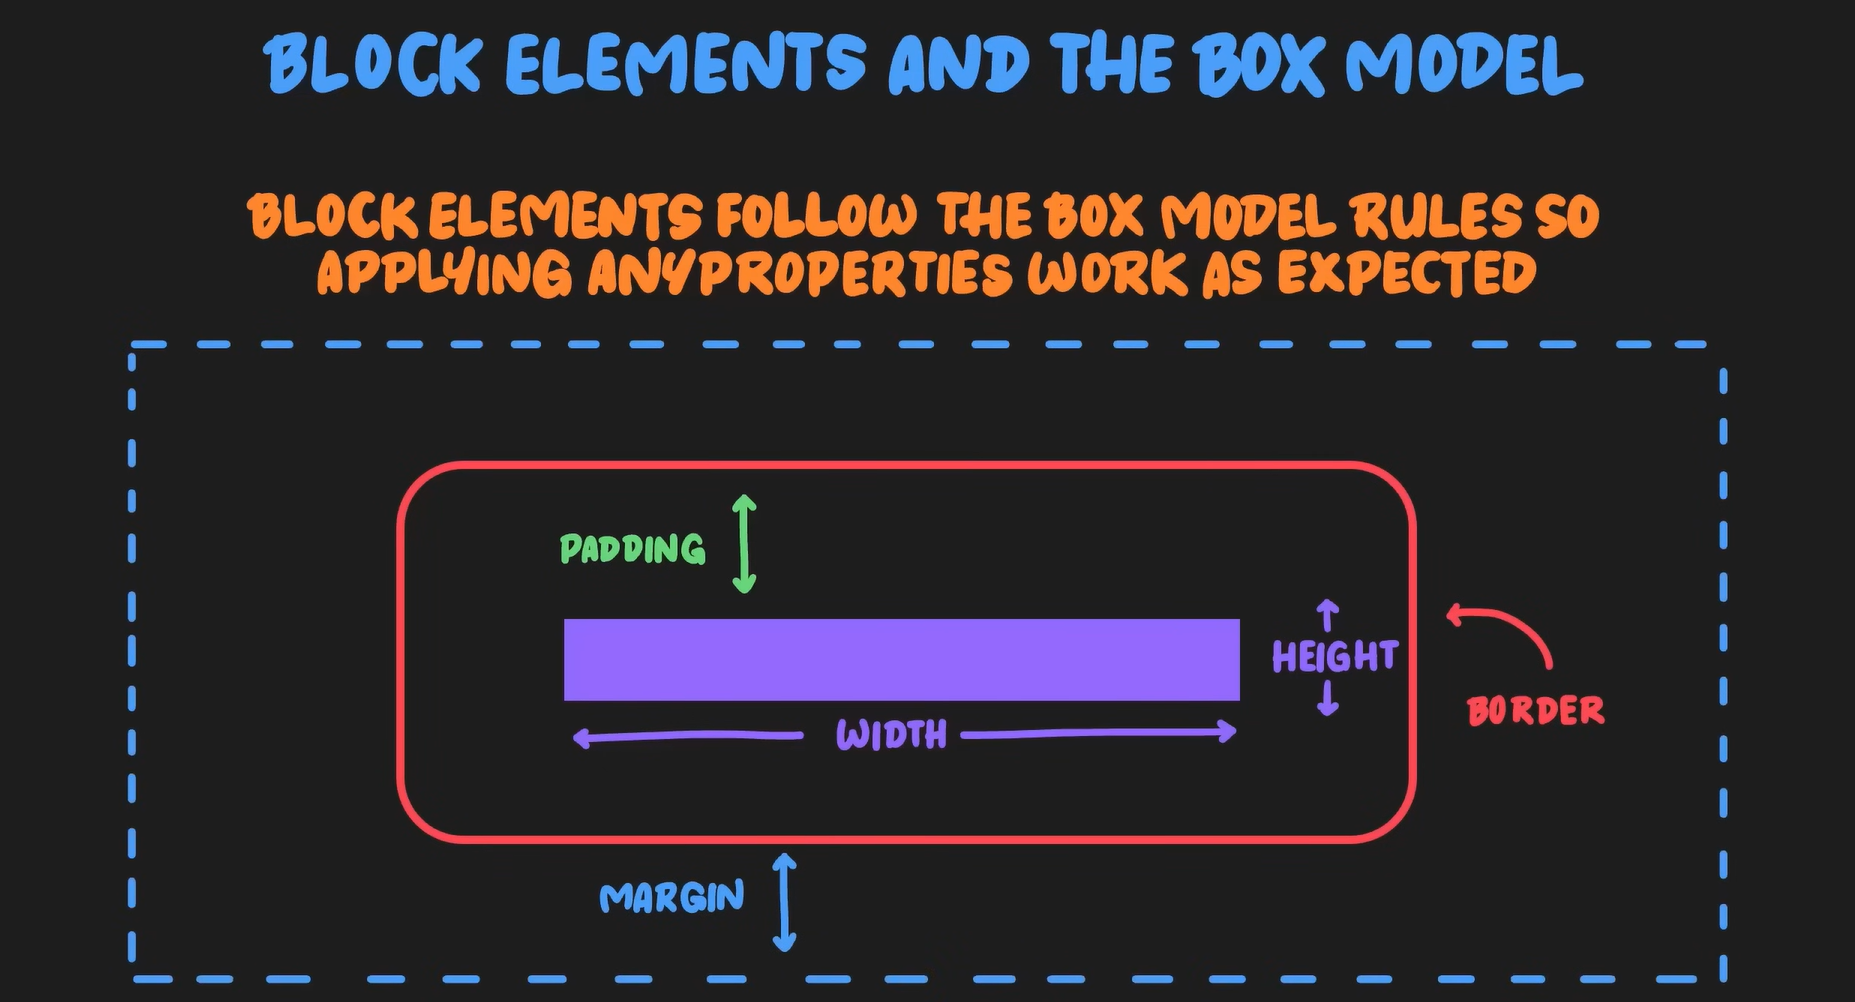 BLOCK ELEMENTS AND THE BOX MODEL
BLOCK ELEMENTS FOLLOW THE BOX MODEL RULES SO
APPLYING ANYPROPERTIES WORK AS EXPECTED
PADDING
HEIGHT
BORDER
WIDTH
MARGIN